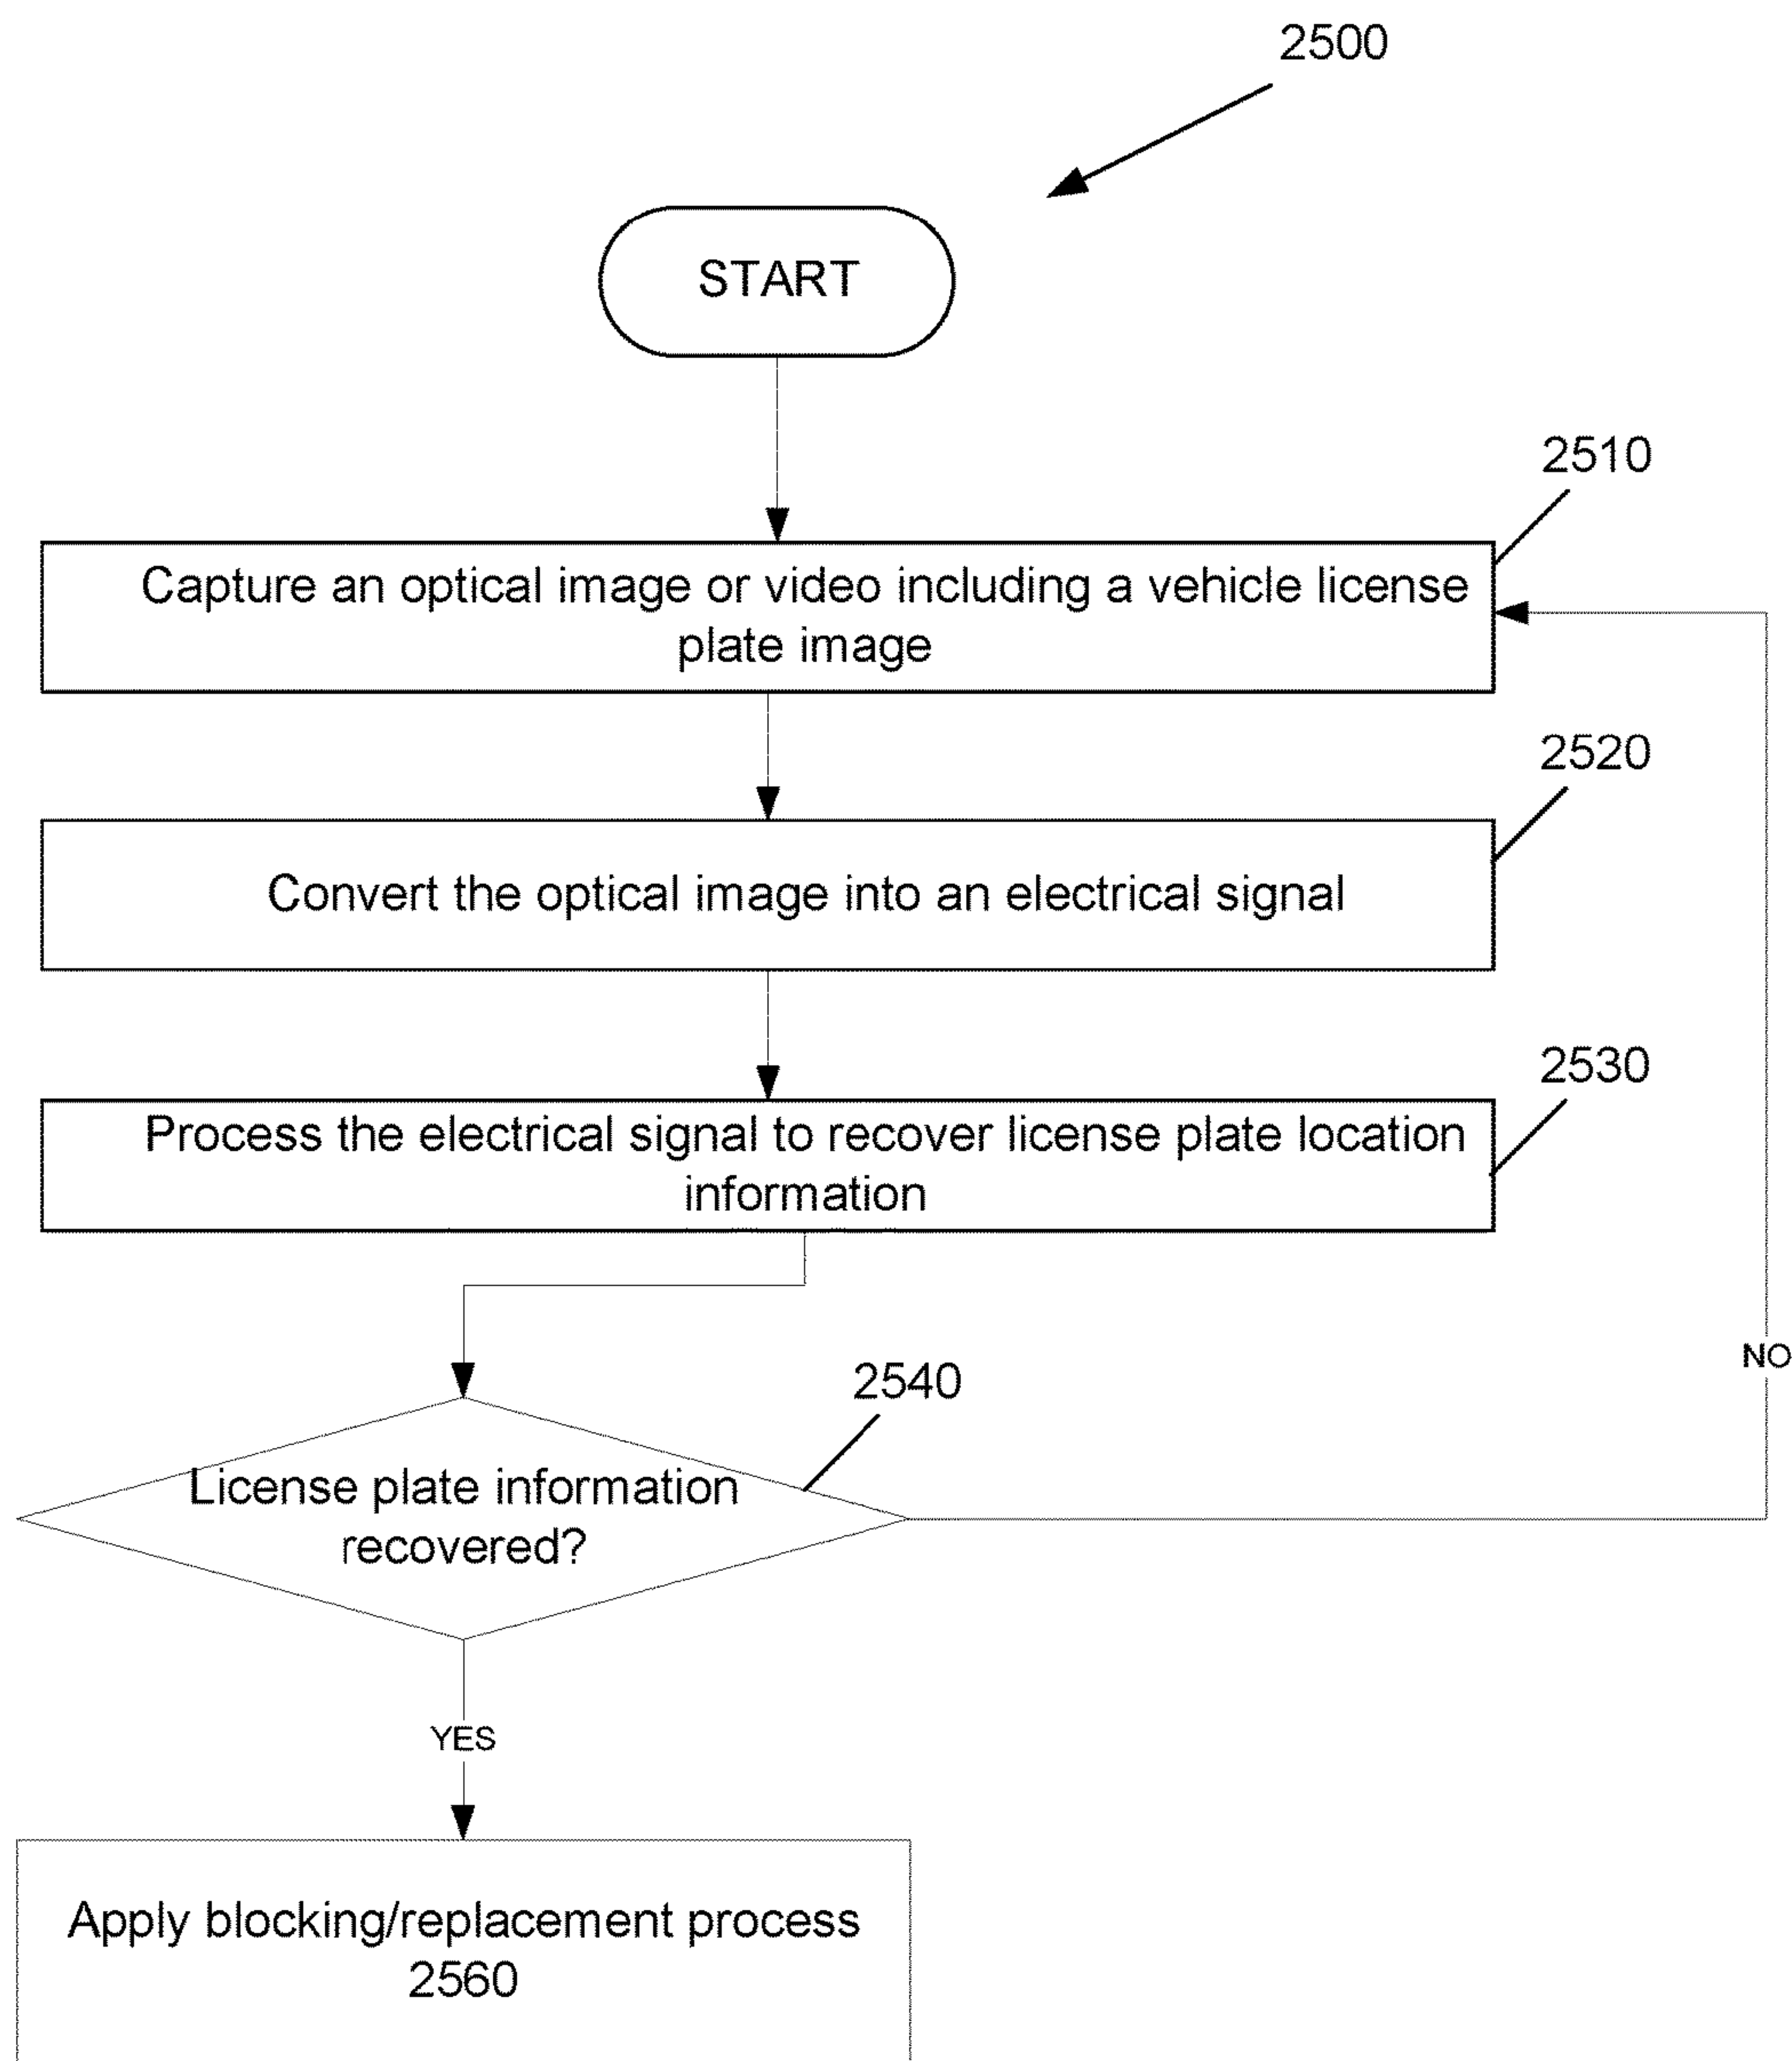 2500
START
2510
Capture an optical image or video including a vehicle license
plate image
2520
Convert the optical image into an electrical signal
2530
Process the electrical signal to recover license plate location
information
NO
2540
License plate information
recovered?
YES
Apply blocking/replacement process
2560